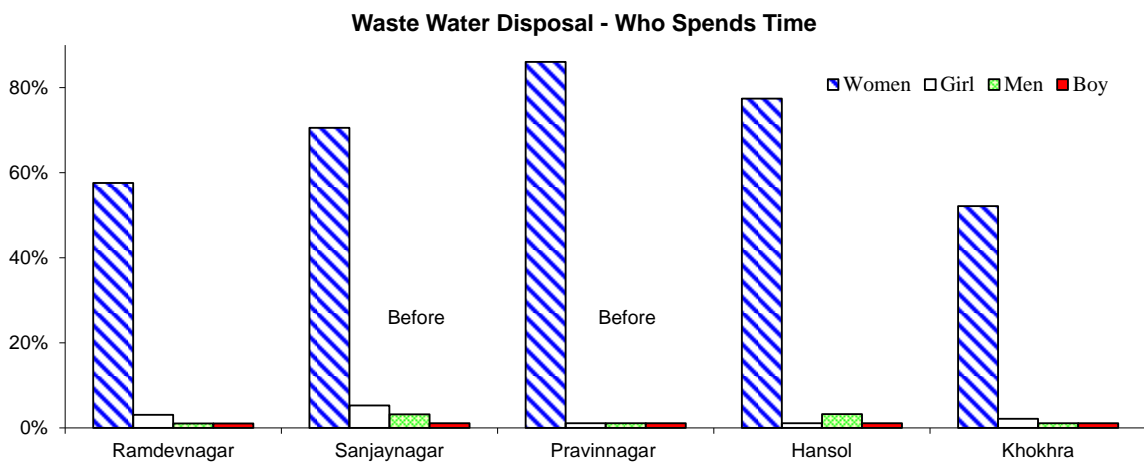 Waste Water Disposal - Who Spends Time
80%
Women Girl Men Boy
60%
40%
Before Before
20%
0%
Ramdevnagar Sanjaynagar Pravinnagar Hansol Khokhra